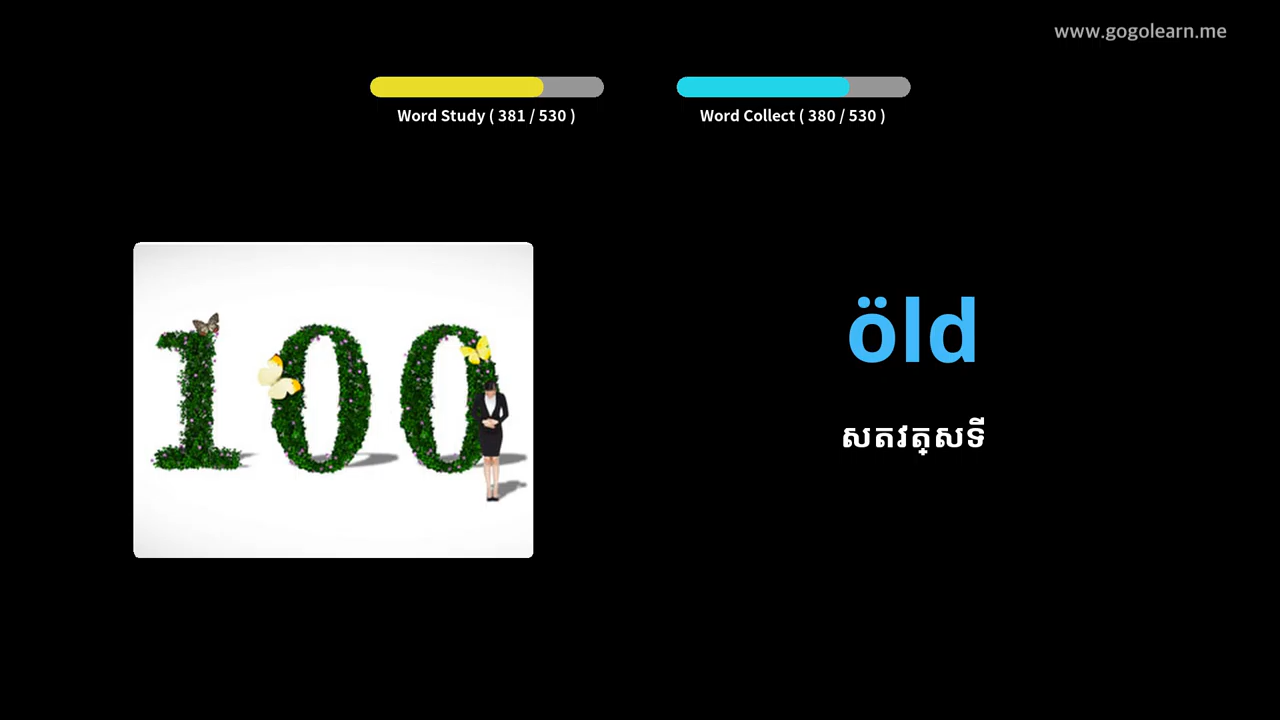 www.gogolearn.me
Word Study ( 381 / 530 )
Word Collect ( 380 / 530 )
100
öld
សតវត្សទី